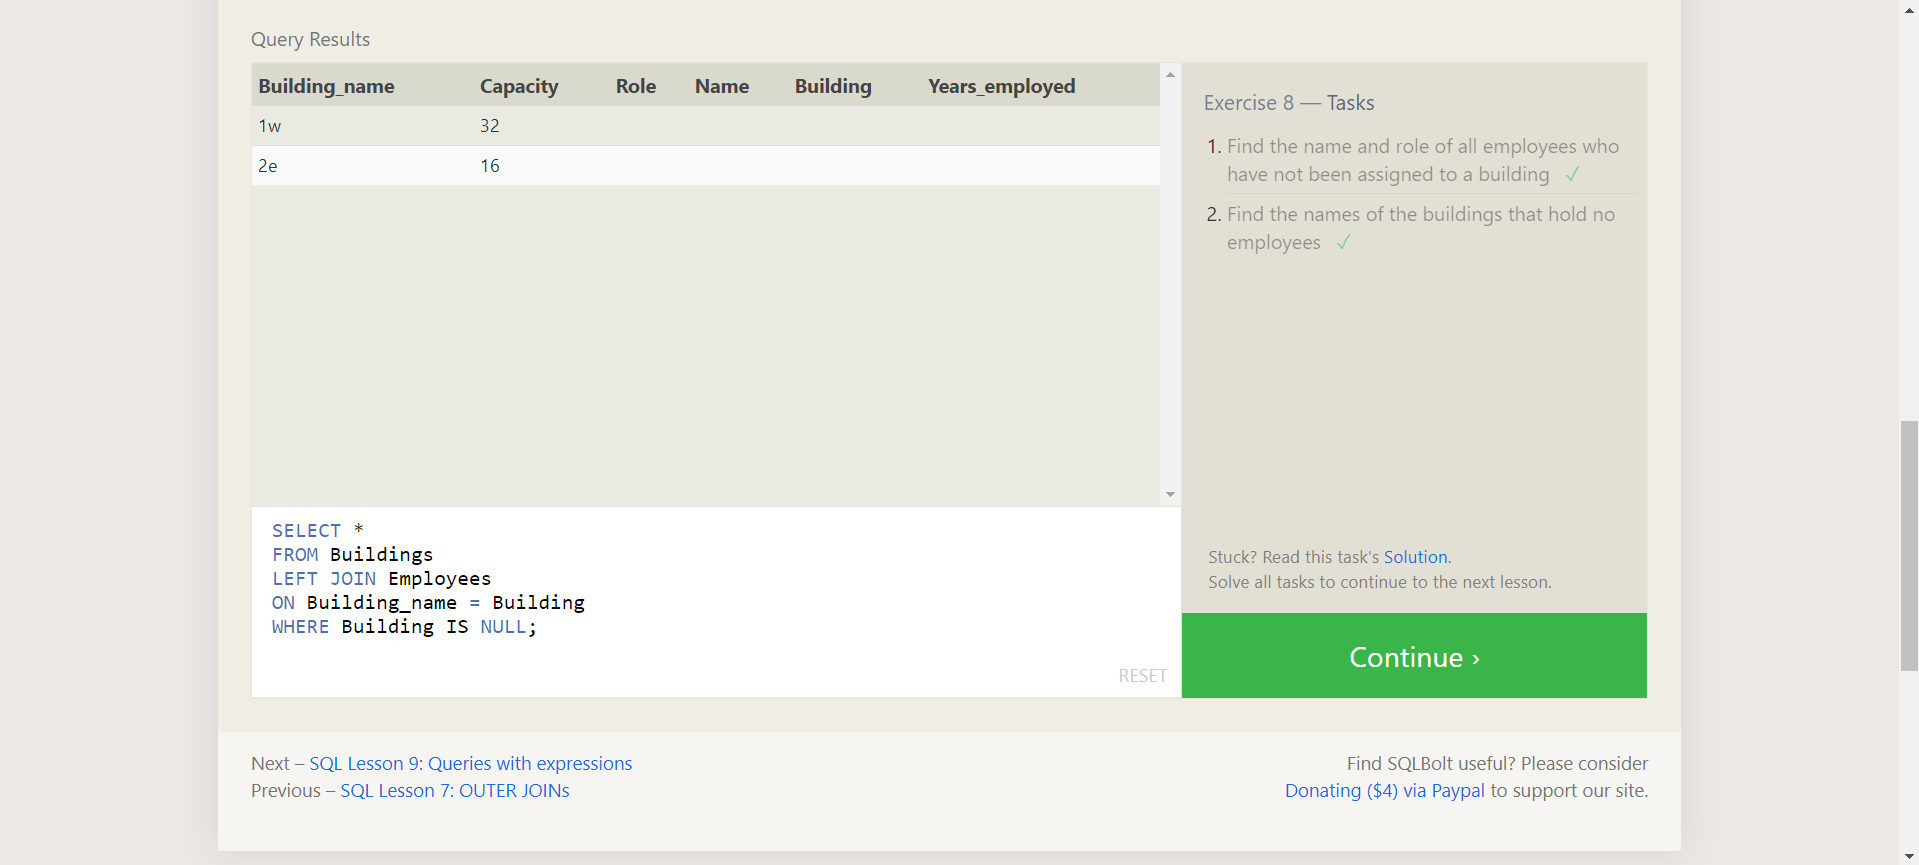 Query Results
Building_name Capacity Role Name Building Years_employed
1w 32
2e 16
SELECT *
FROM Buildings
LEFT JOIN Employees
ON Building_name = Building
WHERE Building IS NULL;
RESET
Exercise 8 — Tasks
1. Find the name and role of all employees who
have not been assigned to a building ✓
2. Find the names of the buildings that hold no
employees ✓
Stuck? Read this task's Solution.
Solve all tasks to continue to the next lesson.
Continue ›
Next – SQL Lesson 9: Queries with expressions
Previous – SQL Lesson 7: OUTER JOINs
Find SQLBolt useful? Please consider
Donating ($4) via Paypal to support our site.